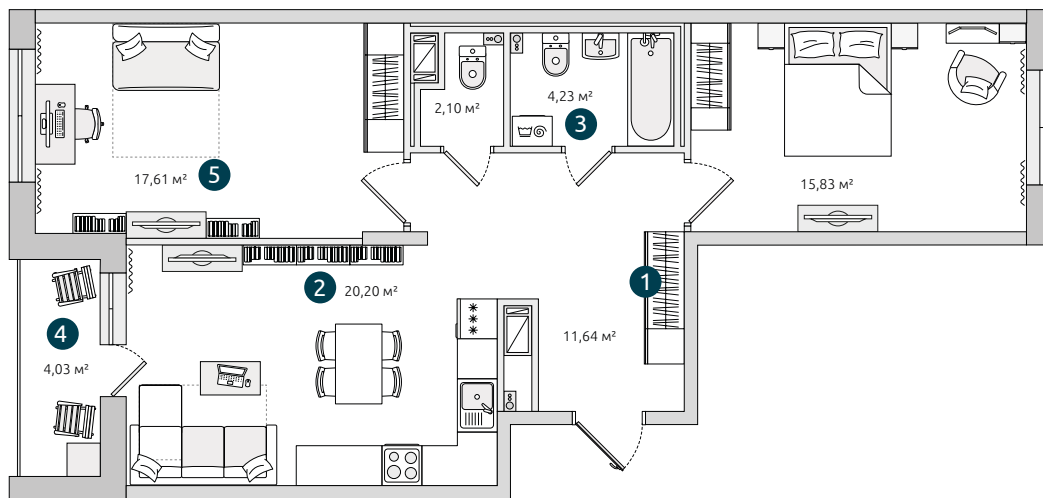 2,10 м²
4,23 м²
3
17,61 м²
5
15,83 м²
2
20,20 м²
1
11,64 м²
4
4,03 м²